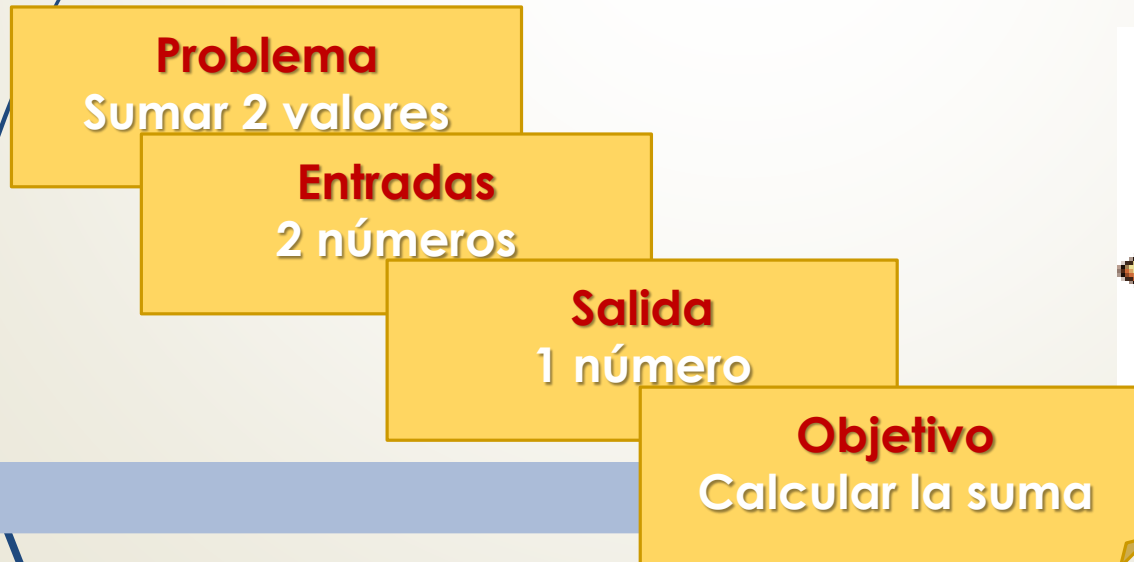 Problema
Sumar 2 valores
Entradas
2 números
Salida
1 número
Objetivo
Calcular la suma